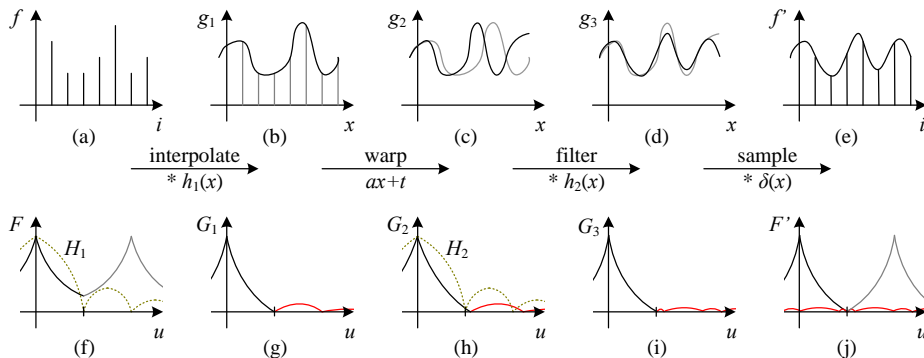 f g₁ g₂ g₃ f’
i x x x i
(a) (b) (c) (d) (e)
interpolate warp filter sample
* h₁(x) ax+t * h₂(x) * δ(x)
F H₁ G₁ G₂ H₂ G₃ F’
u u u u u
(f) (g) (h) (i) (j)